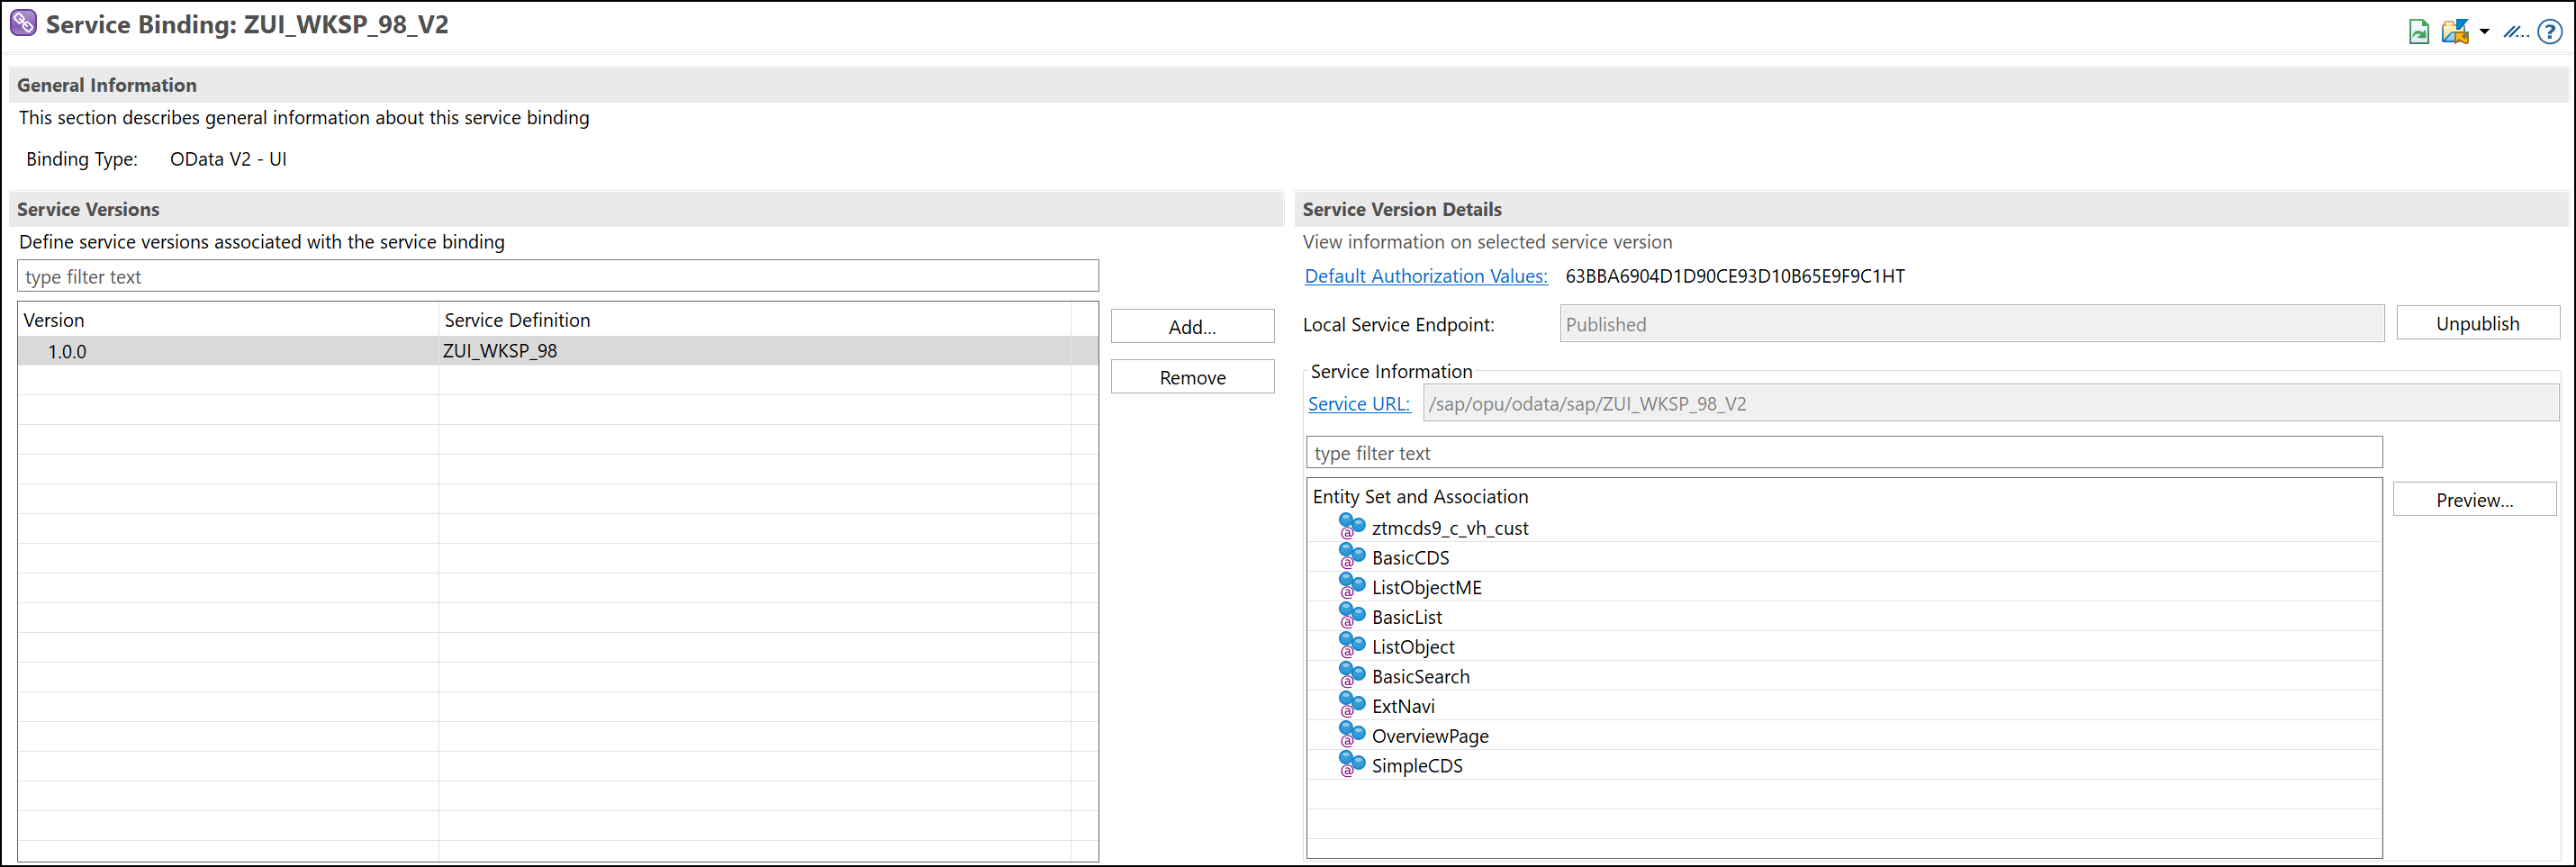 Service Binding: ZUI_WKSP_98_V2
General Information
This section describes general information about this service binding
Binding Type: OData V2 - UI
Service Versions
Define service versions associated with the service binding
type filter text
Version Service Definition
1.0.0 ZUI_WKSP_98
Add...
Remove
Service Version Details
View information on selected service version
Default Authorization Values: 63BBA6904D1D90CE93D10B65E9F9C1HT
Local Service Endpoint: Published Unpublish
Service Information
Service URL: /sap/opu/odata/sap/ZUI_WKSP_98_V2
type filter text
Entity Set and Association
Preview...
ztmcds9_c_vh_cust
BasicCDS
ListObjectME
BasicList
ListObject
BasicSearch
ExtNavi
OverviewPage
SimpleCDS